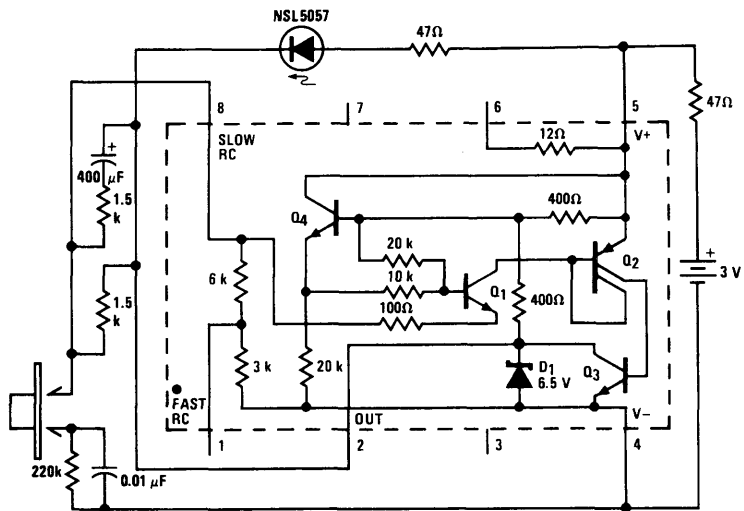 NSL5057
47Ω
47Ω
8
7
6
5
SLOW
RC
12Ω
V+
+
400 μF
1.5
k
Q4
400Ω
20 k
Q2
+
3 V
6 k
10 k
Q1
400Ω
100Ω
1.5
k
3 k
20 k
D1
6.5 V
Q3
FAST
RC
OUT
V−
1
2
3
4
220k
0.01 μF